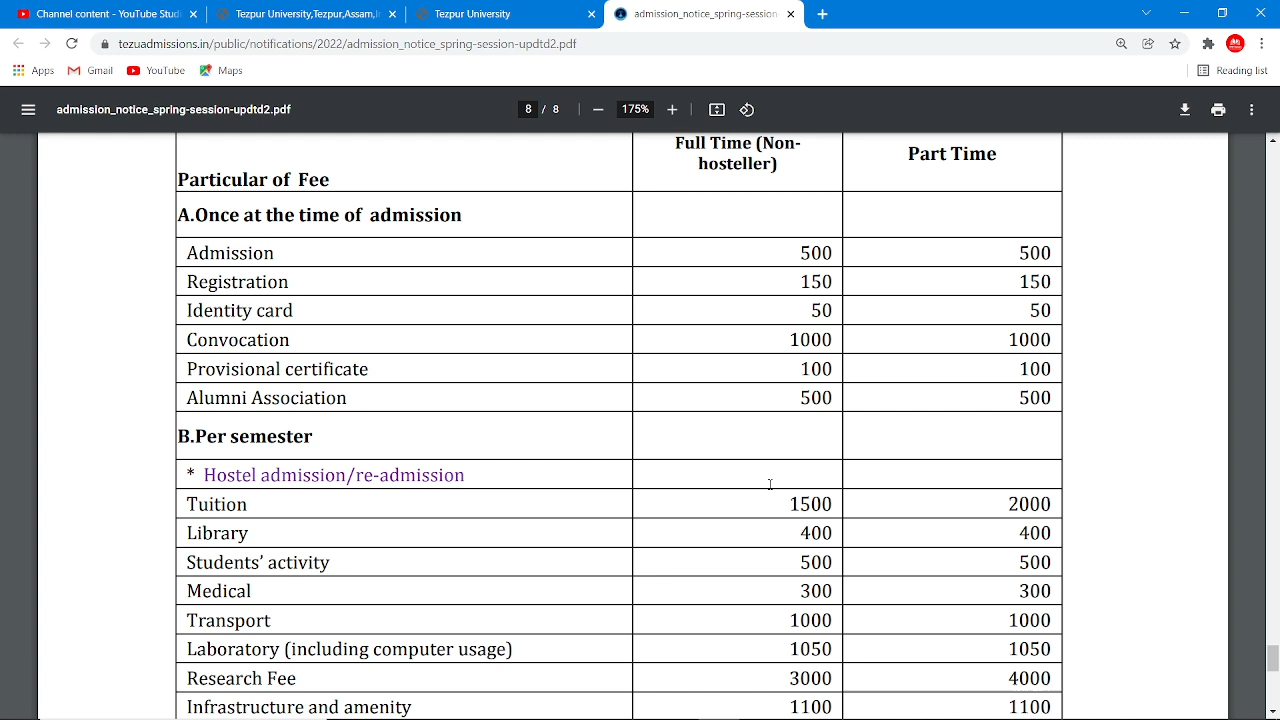 Channel content - YouTube Stud
Tezpur University,Tezpur,Assam,I
Tezpur University
admission_notice_spring-session-
tezuadmissions.in/public/notifications/2022/admission_notice_spring-session-updtd2.pdf
Apps Gmail YouTube Maps Reading list
admission_notice_spring-session-updtd2.pdf 8 / 8 175%
Full Time (Non-
hosteller)
Part Time
Particular of Fee
A.Once at the time of admission
Admission 500 500
Registration 150 150
Identity card 50 50
Convocation 1000 1000
Provisional certificate 100 100
Alumni Association 500 500
B.Per semester
* Hostel admission/re-admission
Tuition 1500 2000
Library 400 400
Students’ activity 500 500
Medical 300 300
Transport 1000 1000
Laboratory (including computer usage) 1050 1050
Research Fee 3000 4000
Infrastructure and amenity 1100 1100